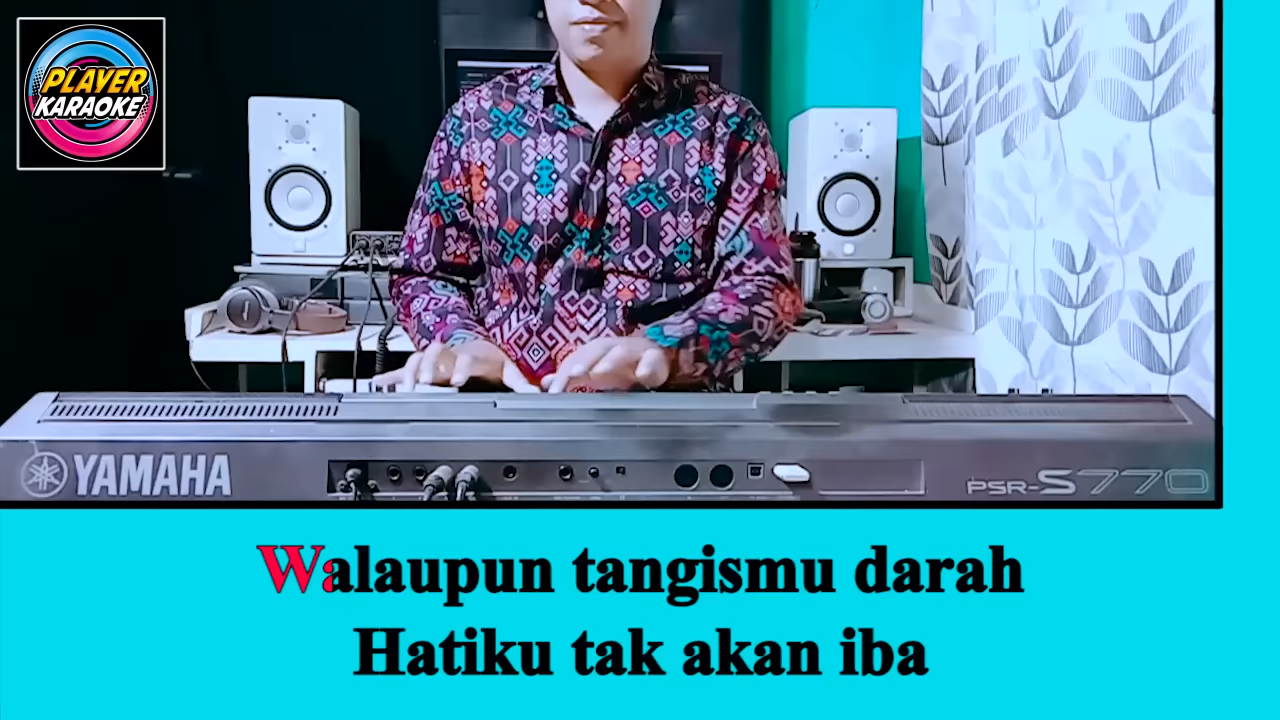 PLAYER
KARAOKE
YAMAHA
PSR-S770
Walaupun tangismu darah
Hatiku tak akan iba